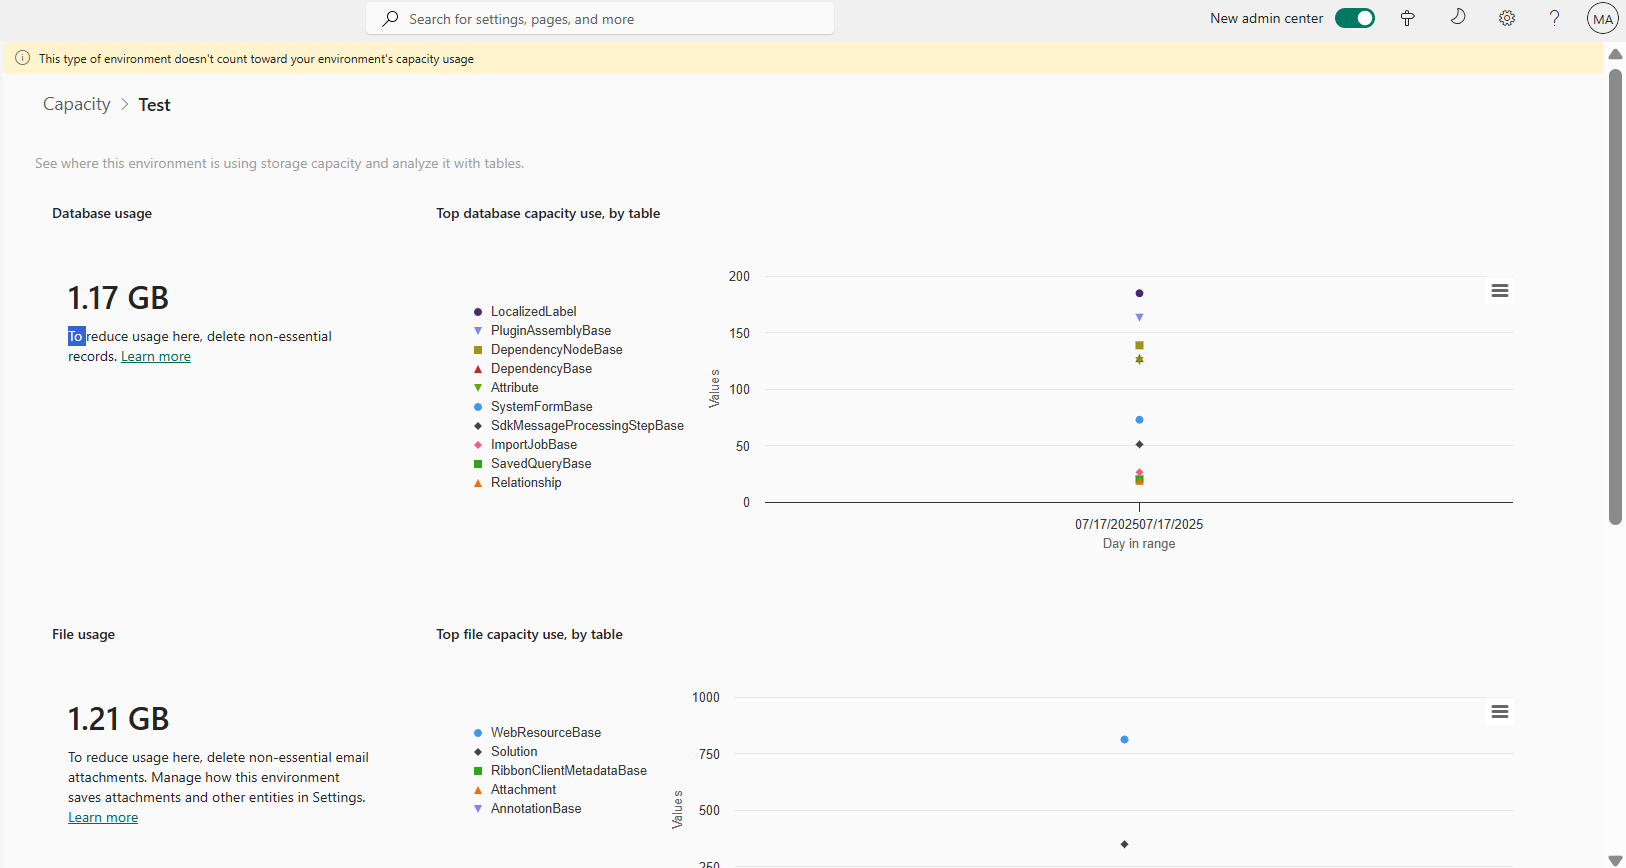 Search for settings, pages, and more
New admin center
MA
This type of environment doesn't count toward your environment's capacity usage
Capacity > Test
See where this environment is using storage capacity and analyze it with tables.
Database usage
Top database capacity use, by table
1.17 GB
To reduce usage here, delete non-essential
records. Learn more
LocalizedLabel
PluginAssemblyBase
DependencyNodeBase
DependencyBase
Attribute
SystemFormBase
SdkMessageProcessingStepBase
ImportJobBase
SavedQueryBase
Relationship
Values
200
150
100
50
0
07/17/202507/17/2025
Day in range
File usage
Top file capacity use, by table
1.21 GB
To reduce usage here, delete non-essential email
attachments. Manage how this environment
saves attachments and other entities in Settings.
Learn more
WebResourceBase
Solution
RibbonClientMetadataBase
Attachment
AnnotationBase
Values
1000
750
500
250